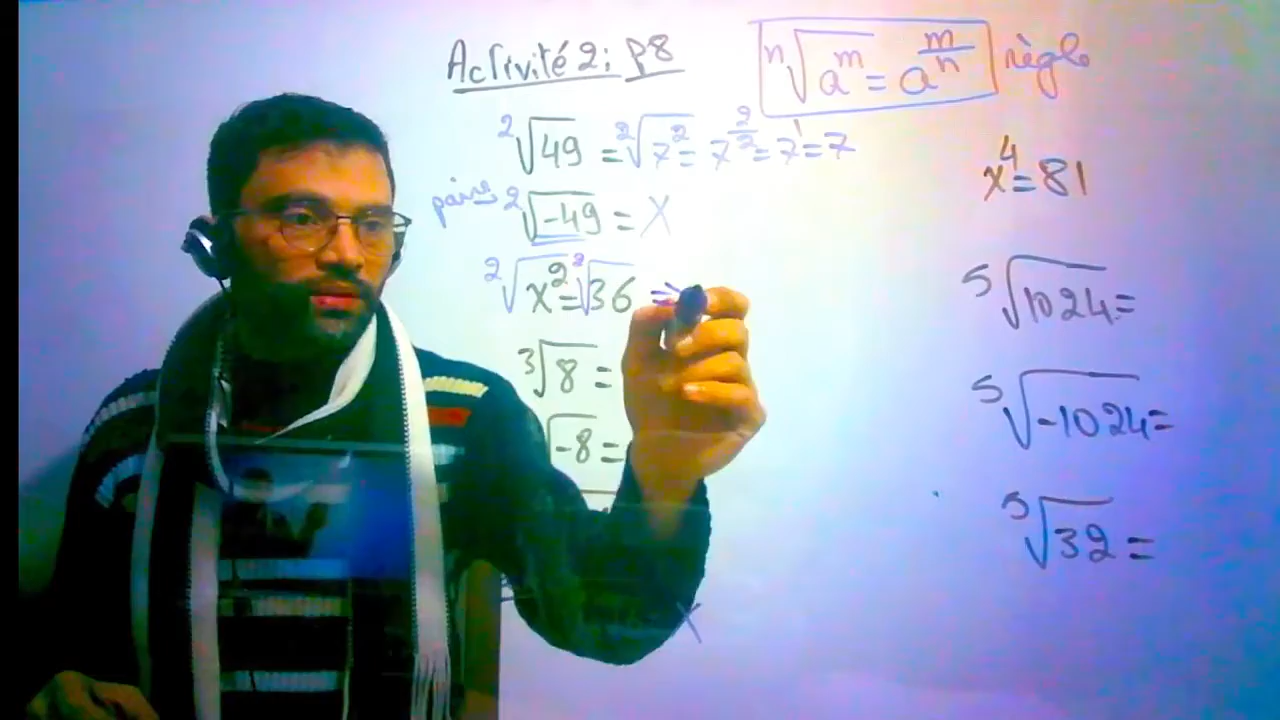 Activité 2: p8
ⁿ√aᵐ = a^(m/n) règle
²√49 = ²√7² = 7^(2/2) = 7¹ = 7
paire ²√-49 = X
²√x² = ²√36 =>
³√8 =
√-8 =
x⁴ = 81
⁵√1024 =
⁵√-1024 =
⁵√32 =
X